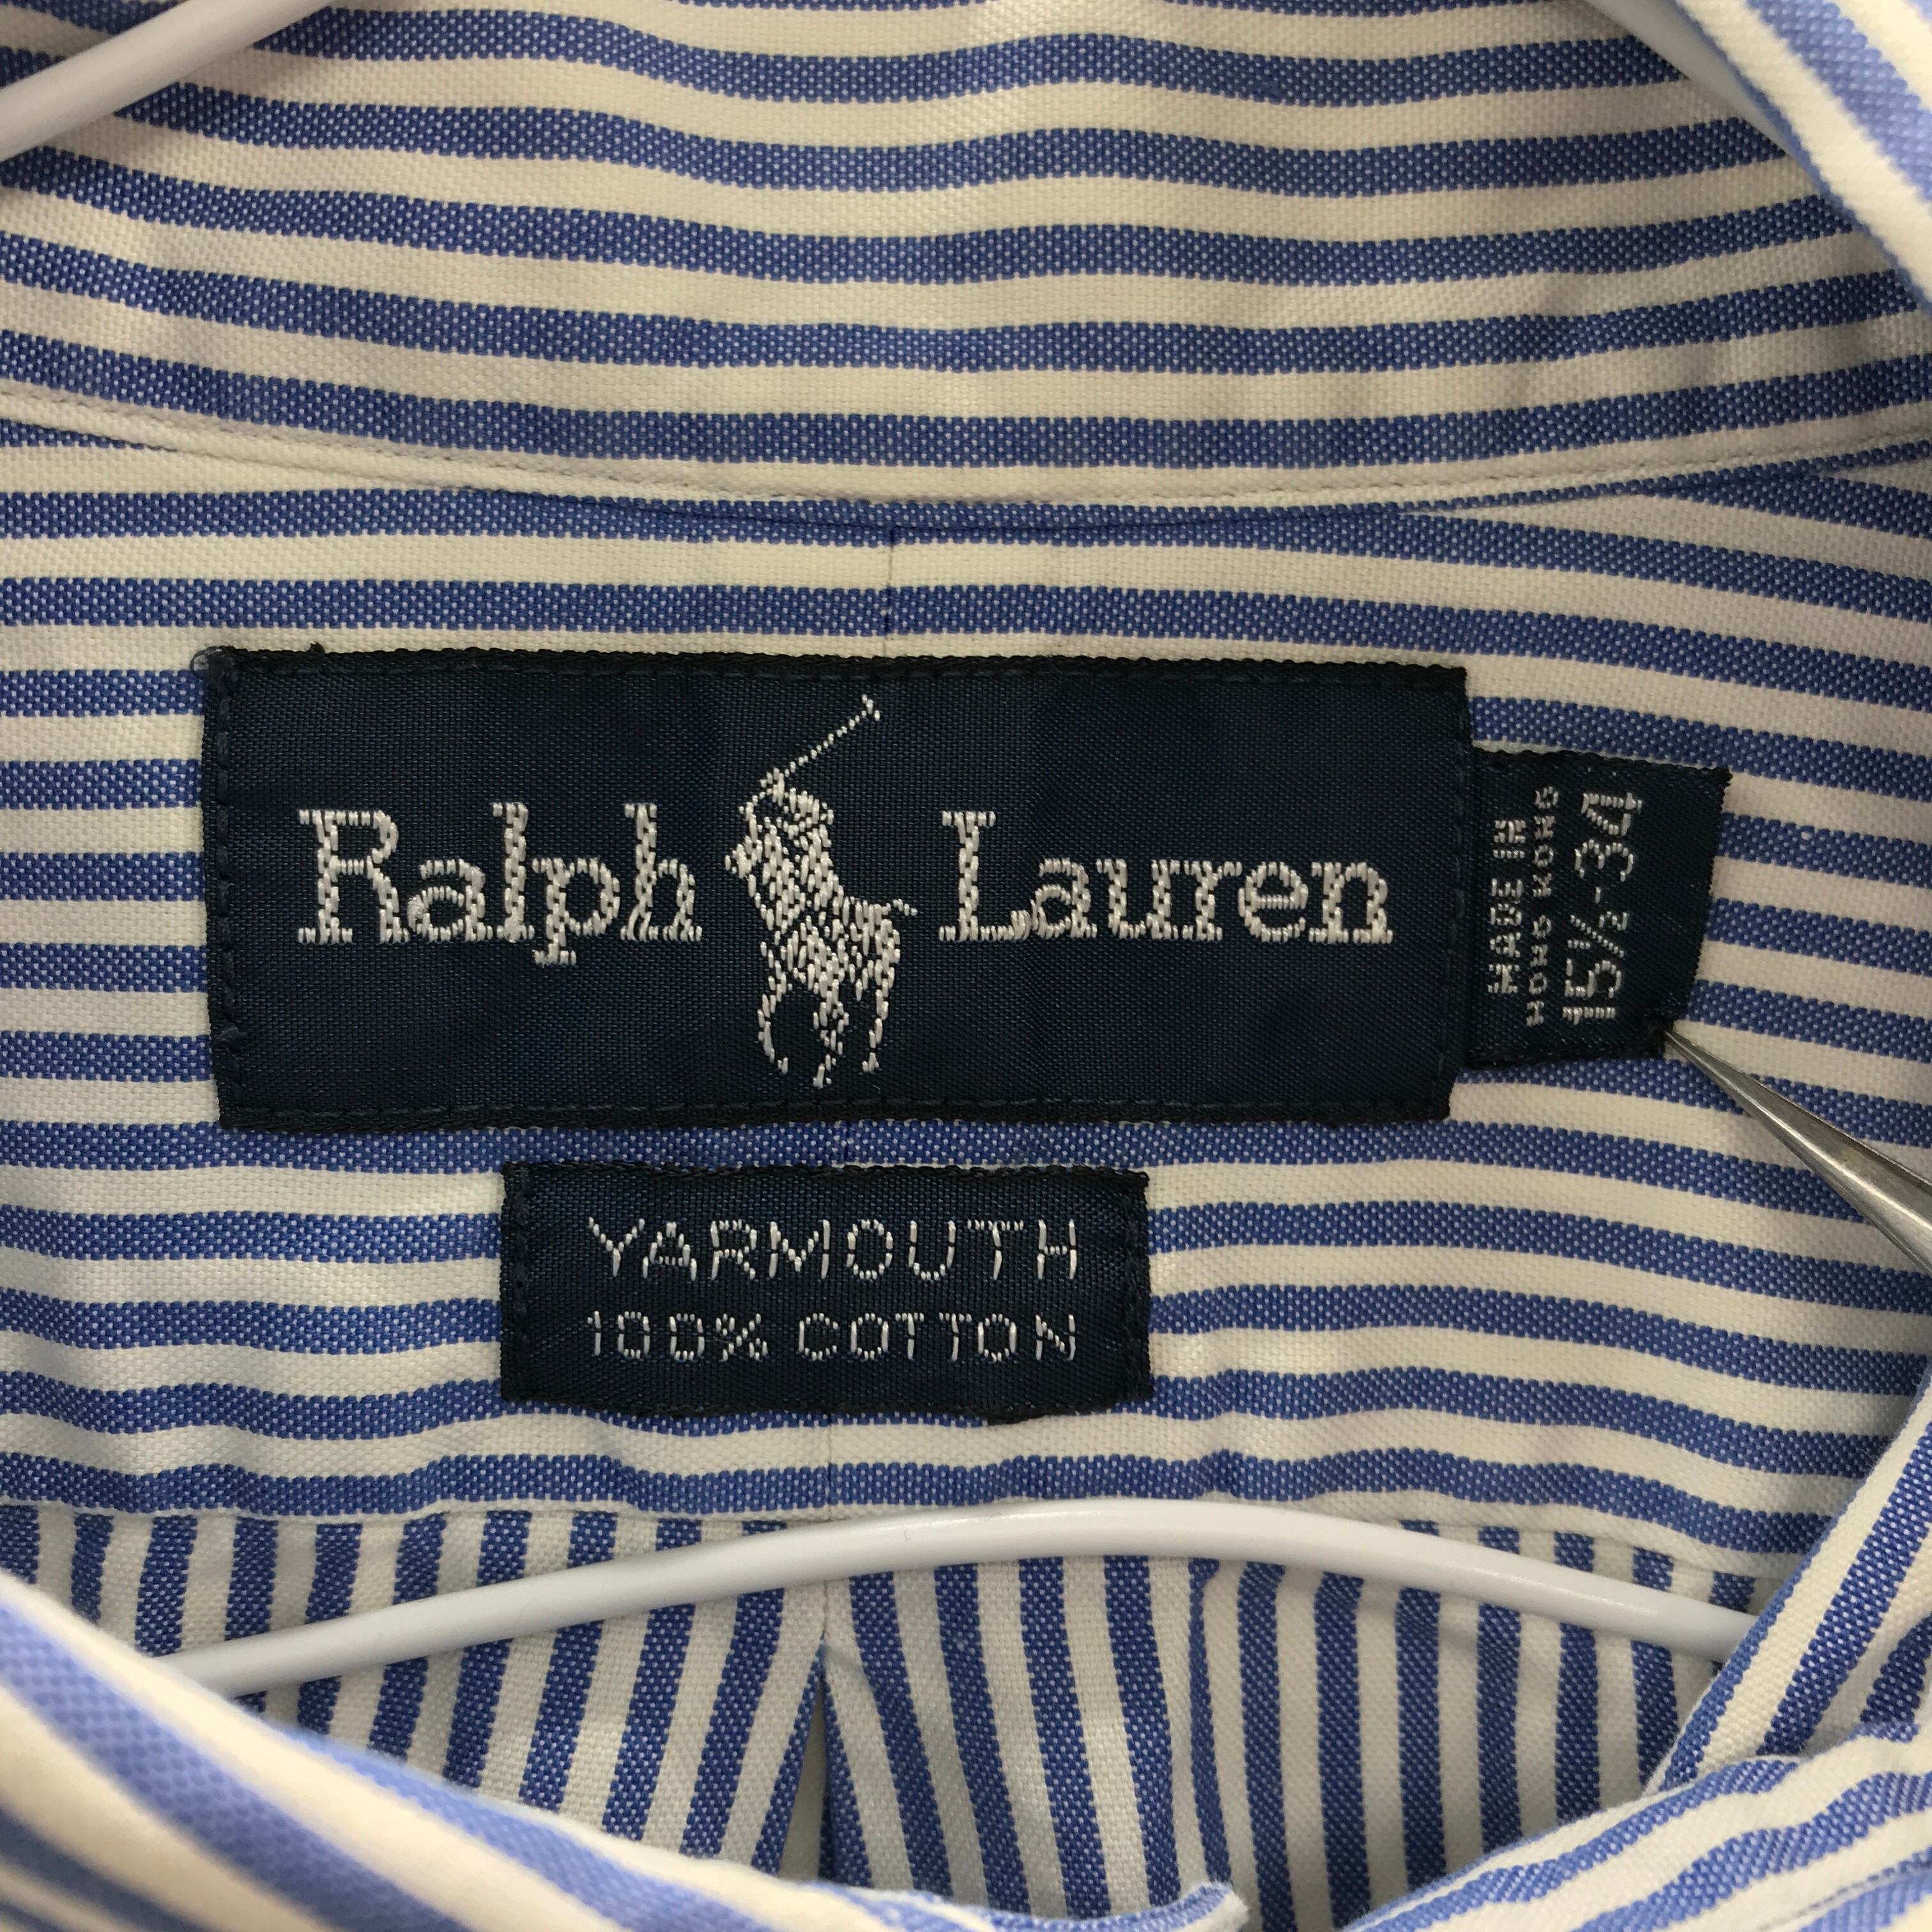 Ralph Lauren
MADE IN
HONG KONG
15½-34
YARMOUTH
100% COTTON